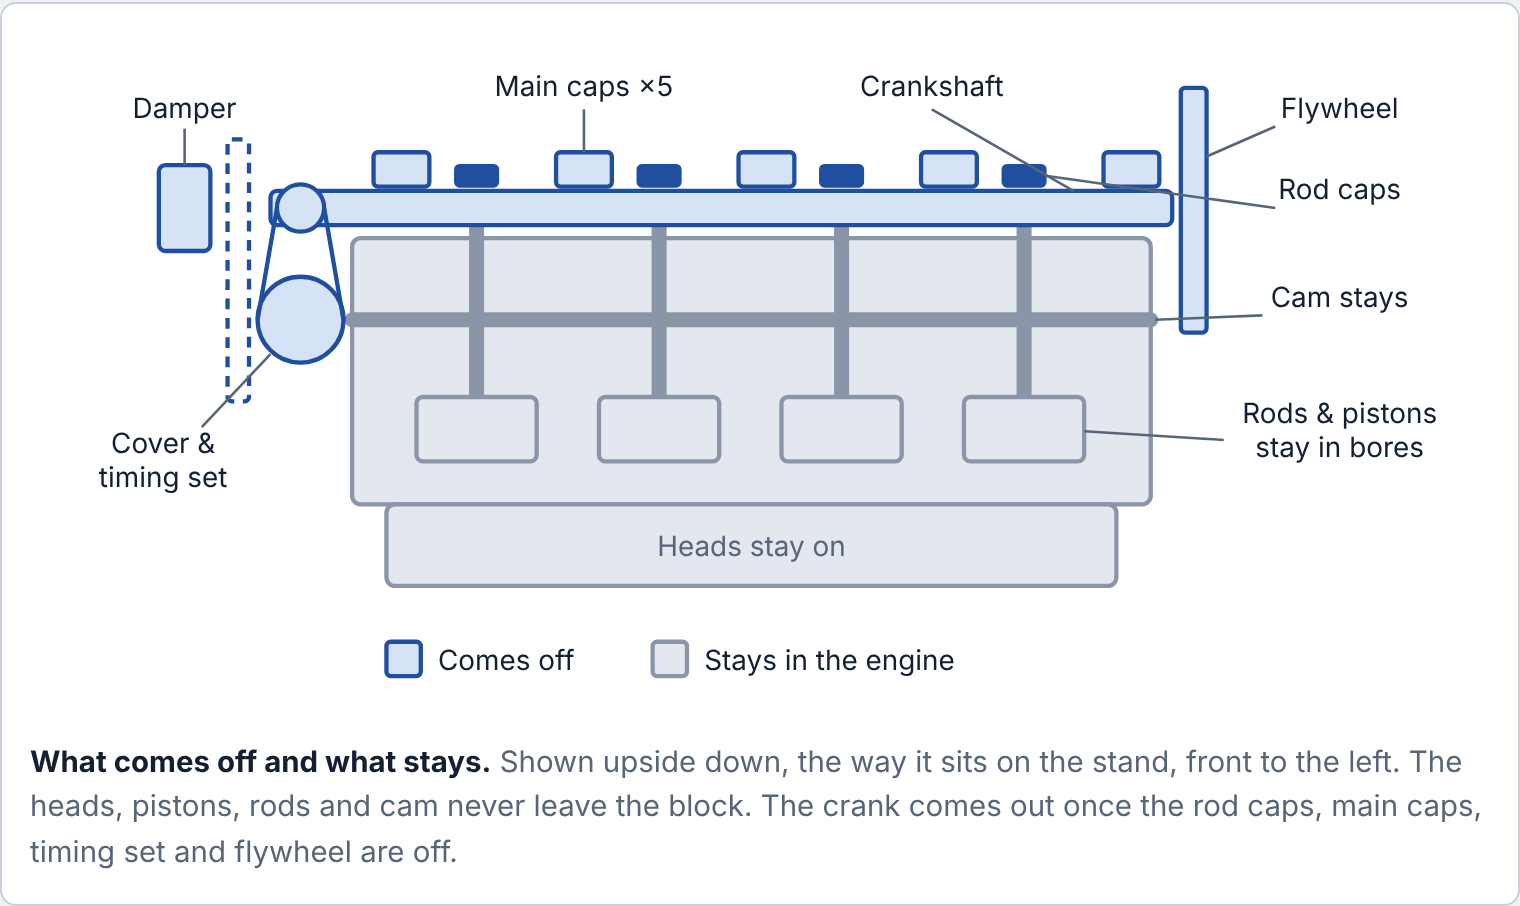 Main caps ×5
Crankshaft
Damper
Flywheel
Rod caps
Cam stays
Rods & pistons
stay in bores
Cover &
timing set
Heads stay on
Comes off
Stays in the engine
What comes off and what stays. Shown upside down, the way it sits on the stand, front to the left. The
heads, pistons, rods and cam never leave the block. The crank comes out once the rod caps, main caps,
timing set and flywheel are off.